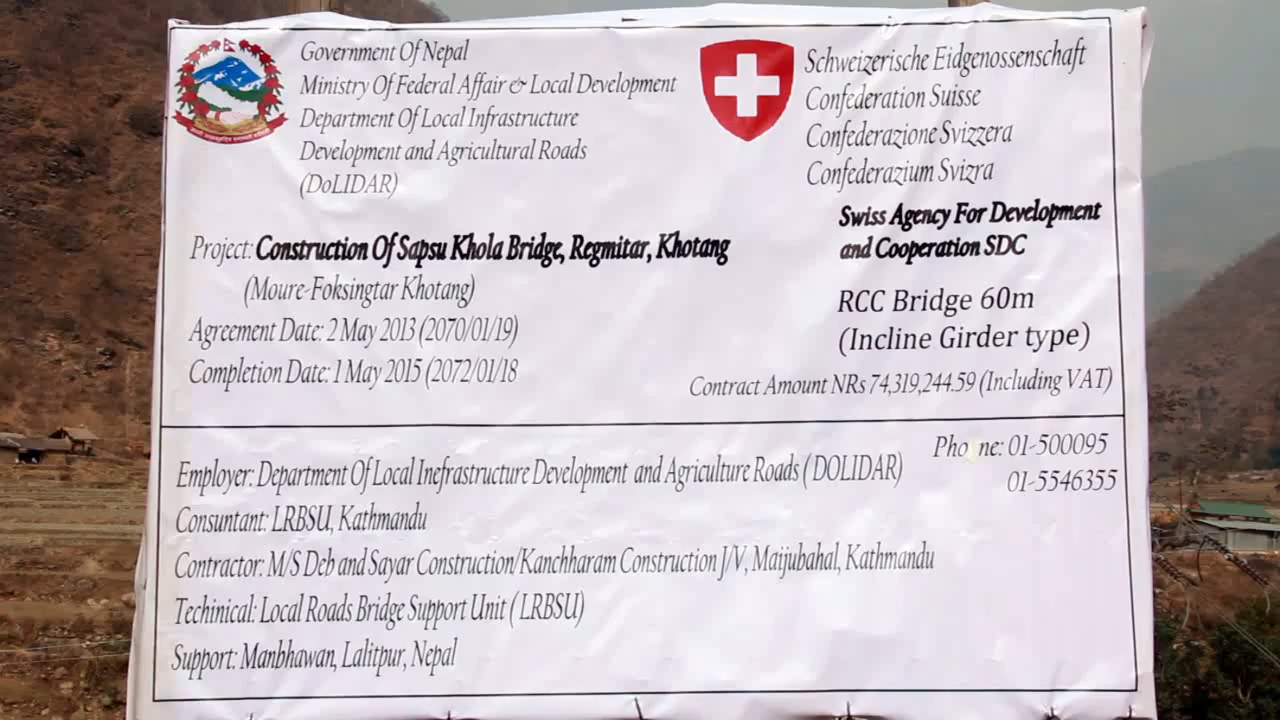 Government Of Nepal
Ministry Of Federal Affair & Local Development
Department Of Local Infrastructure
Development and Agricultural Roads
(DoLIDAR)
Schweizerische Eidgenossenschaft
Confederation Suisse
Confederazione Svizzera
Confederazium Svizra
Swiss Agency For Development
and Cooperation SDC
Project: Construction Of Sapsu Khola Bridge, Regmitar, Khotang
(Moure-Foksingtar Khotang)
Agreement Date: 2 May 2013 (2070/01/19)
Completion Date: 1 May 2015 (2072/01/18
RCC Bridge 60m
(Incline Girder type)
Contract Amount NRs 74,319,244.59 (Including VAT)
Phone: 01-500095
01-5546355
Employer: Department Of Local Inefrastructure Development and Agriculture Roads ( DOLIDAR)
Consuntant: LRBSU, Kathmandu
Contractor: M/S Deb and Sayar Construction/Kanchharam Construction J/V, Maijubahal, Kathmandu
Techinical: Local Roads Bridge Support Unit ( LRBSU)
Support: Manbhawan, Lalitpur, Nepal